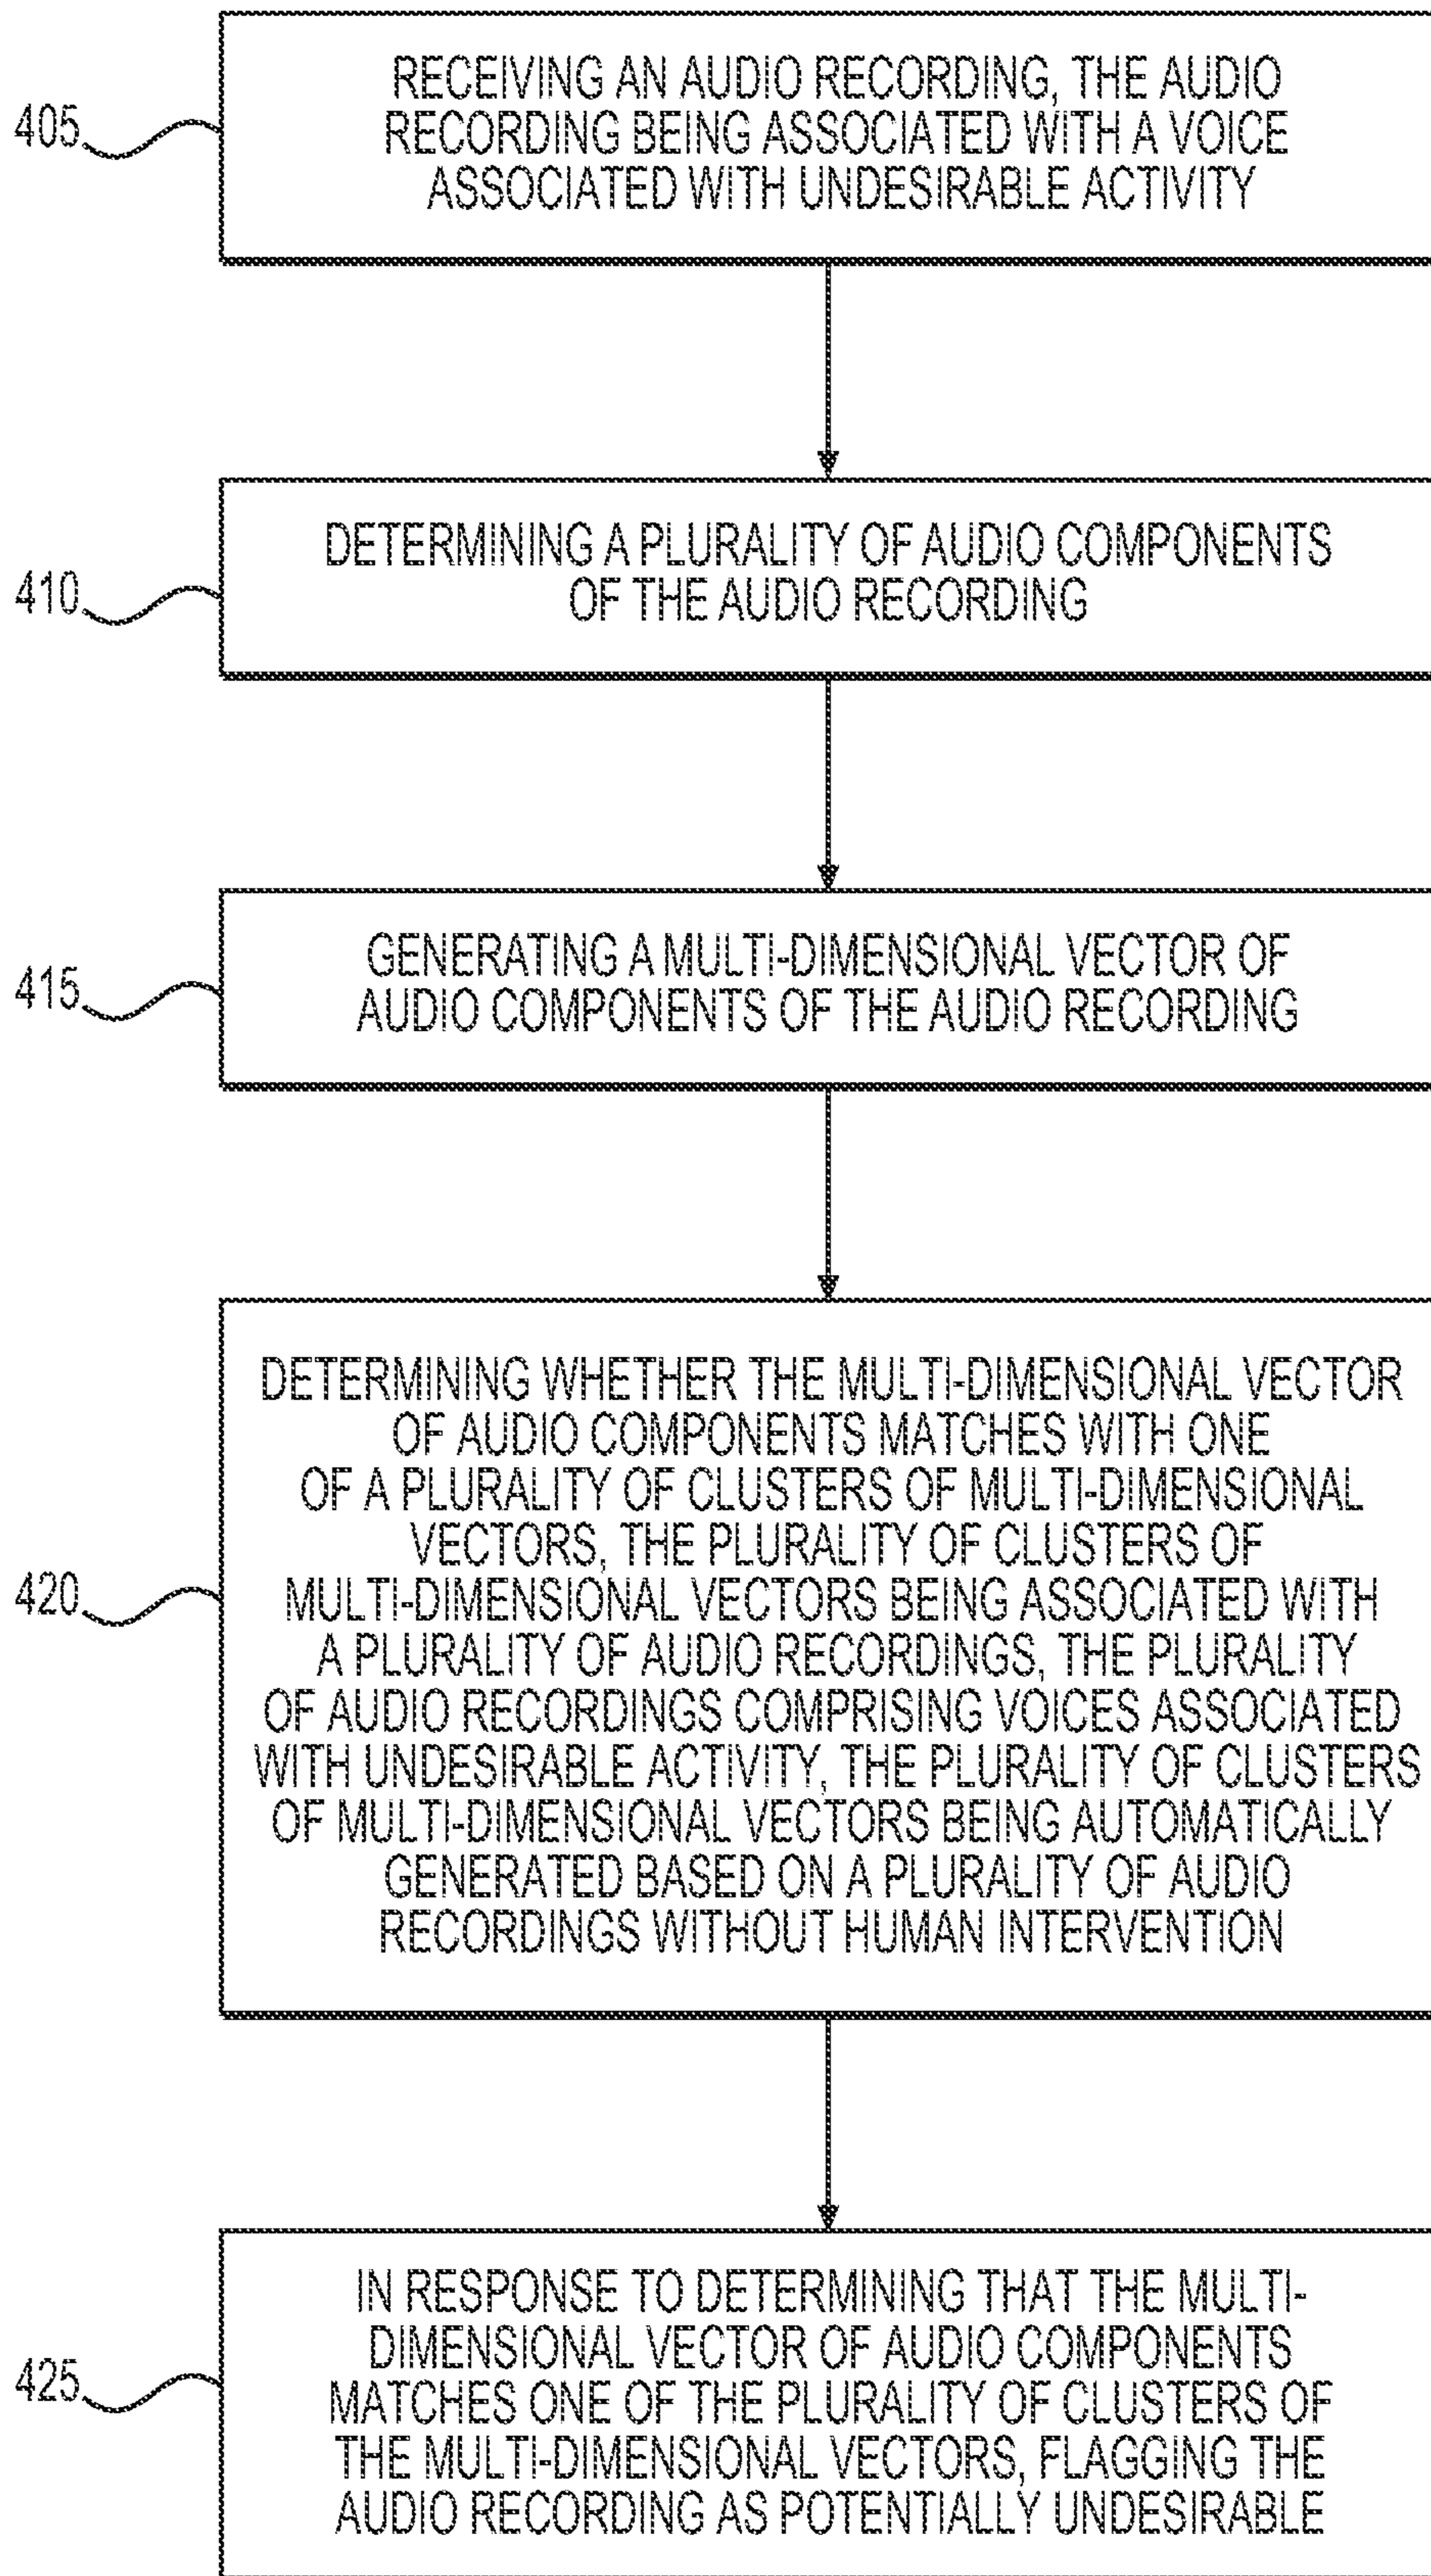 405
RECEIVING AN AUDIO RECORDING, THE AUDIO
RECORDING BEING ASSOCIATED WITH A VOICE
ASSOCIATED WITH UNDESIRABLE ACTIVITY
410
DETERMINING A PLURALITY OF AUDIO COMPONENTS
OF THE AUDIO RECORDING
415
GENERATING A MULTI-DIMENSIONAL VECTOR OF
AUDIO COMPONENTS OF THE AUDIO RECORDING
420
DETERMINING WHETHER THE MULTI-DIMENSIONAL VECTOR
OF AUDIO COMPONENTS MATCHES WITH ONE
OF A PLURALITY OF CLUSTERS OF MULTI-DIMENSIONAL
VECTORS, THE PLURALITY OF CLUSTERS OF
MULTI-DIMENSIONAL VECTORS BEING ASSOCIATED WITH
A PLURALITY OF AUDIO RECORDINGS, THE PLURALITY
OF AUDIO RECORDINGS COMPRISING VOICES ASSOCIATED
WITH UNDESIRABLE ACTIVITY, THE PLURALITY OF CLUSTERS
OF MULTI-DIMENSIONAL VECTORS BEING AUTOMATICALLY
GENERATED BASED ON A PLURALITY OF AUDIO
RECORDINGS WITHOUT HUMAN INTERVENTION
425
IN RESPONSE TO DETERMINING THAT THE MULTI-
DIMENSIONAL VECTOR OF AUDIO COMPONENTS
MATCHES ONE OF THE PLURALITY OF CLUSTERS OF
THE MULTI-DIMENSIONAL VECTORS, FLAGGING THE
AUDIO RECORDING AS POTENTIALLY UNDESIRABLE